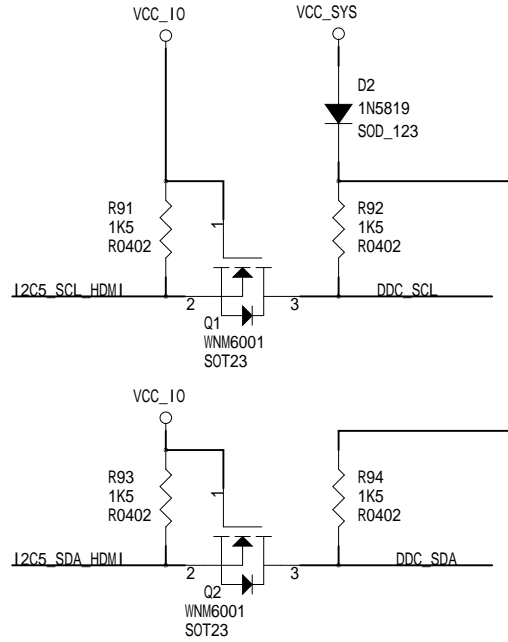 VCC_IO
VCC_SYS
D2
1N5819
SOD_123
R91
1K5
R0402
1
R92
1K5
R0402
I2C5_SCL_HDMI
2
3
DDC_SCL
Q1
WNM6001
SOT23
VCC_IO
R93
1K5
R0402
1
R94
1K5
R0402
I2C5_SDA_HDMI
2
3
DDC_SDA
Q2
WNM6001
SOT23